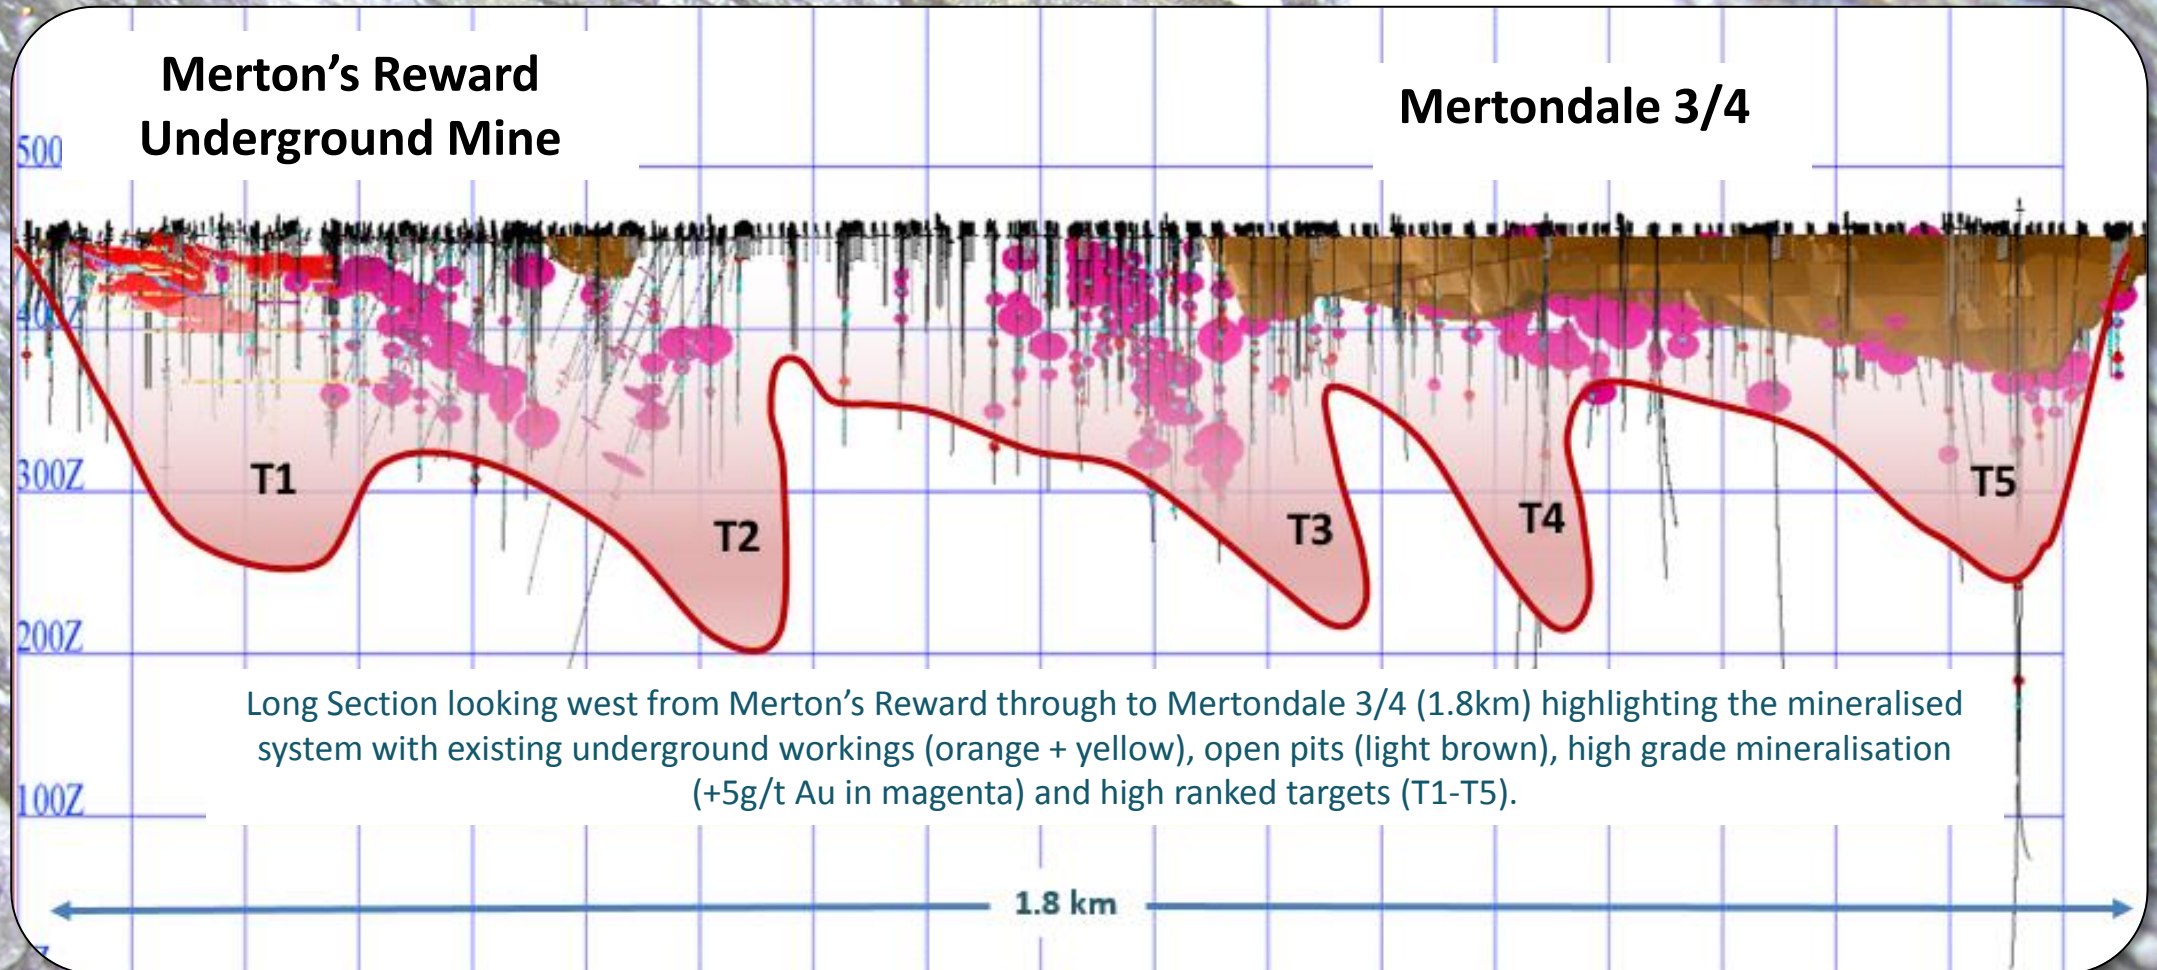 Merton’s Reward
Underground Mine
Mertondale 3/4
500
400Z
300Z
200Z
100Z
Z
T1
T2
T3
T4
T5
Long Section looking west from Merton’s Reward through to Mertondale 3/4 (1.8km) highlighting the mineralised
system with existing underground workings (orange + yellow), open pits (light brown), high grade mineralisation
(+5g/t Au in magenta) and high ranked targets (T1-T5).
1.8 km